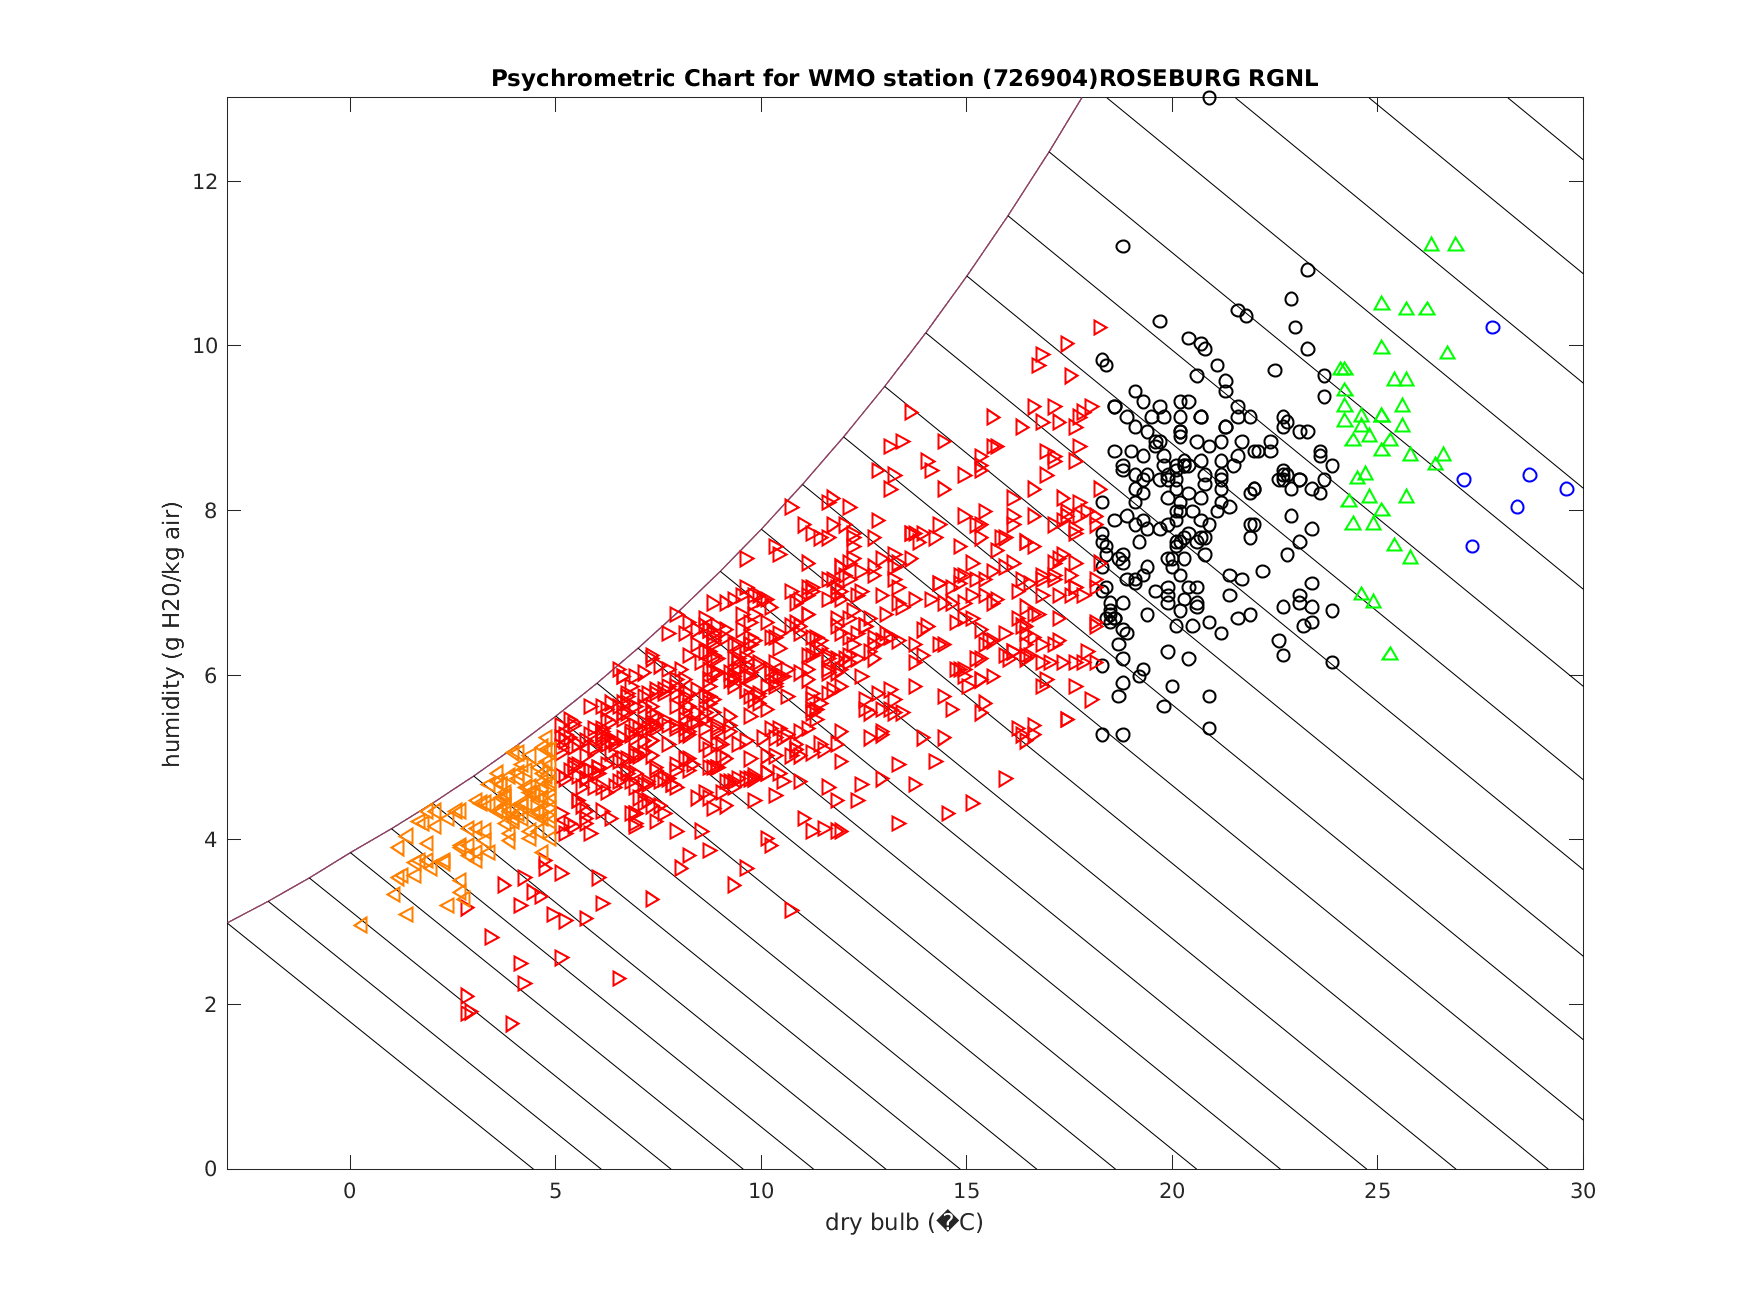 Psychrometric Chart for WMO station (726904)ROSEBURG RGNL
humidity (g H20/kg air)
12
10
8
6
4
2
0
0 5 10 15 20 25 30
dry bulb (�C)